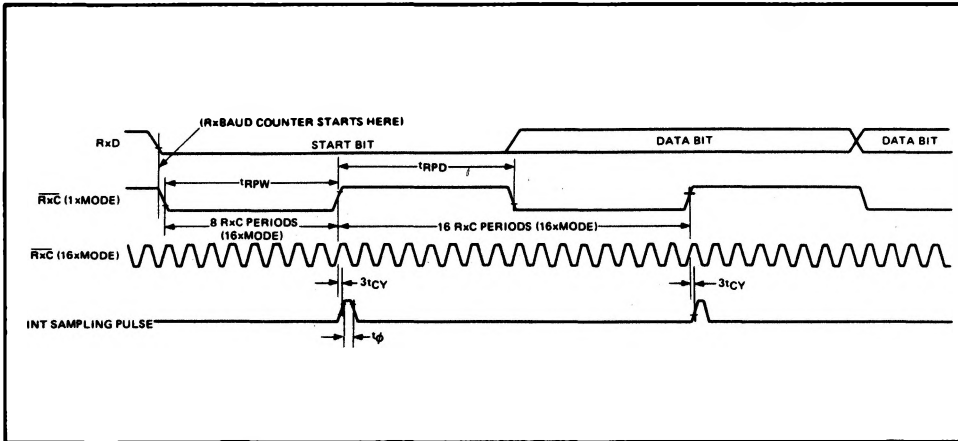 (RxBAUD COUNTER STARTS HERE)
RxD
START BIT
DATA BIT
DATA BIT
tRPD
tRPW
RxC (1xMODE)
8 RxC PERIODS
(16xMODE)
16 RxC PERIODS (16xMODE)
RxC (16xMODE)
3tCY
3tCY
INT SAMPLING PULSE
tφ